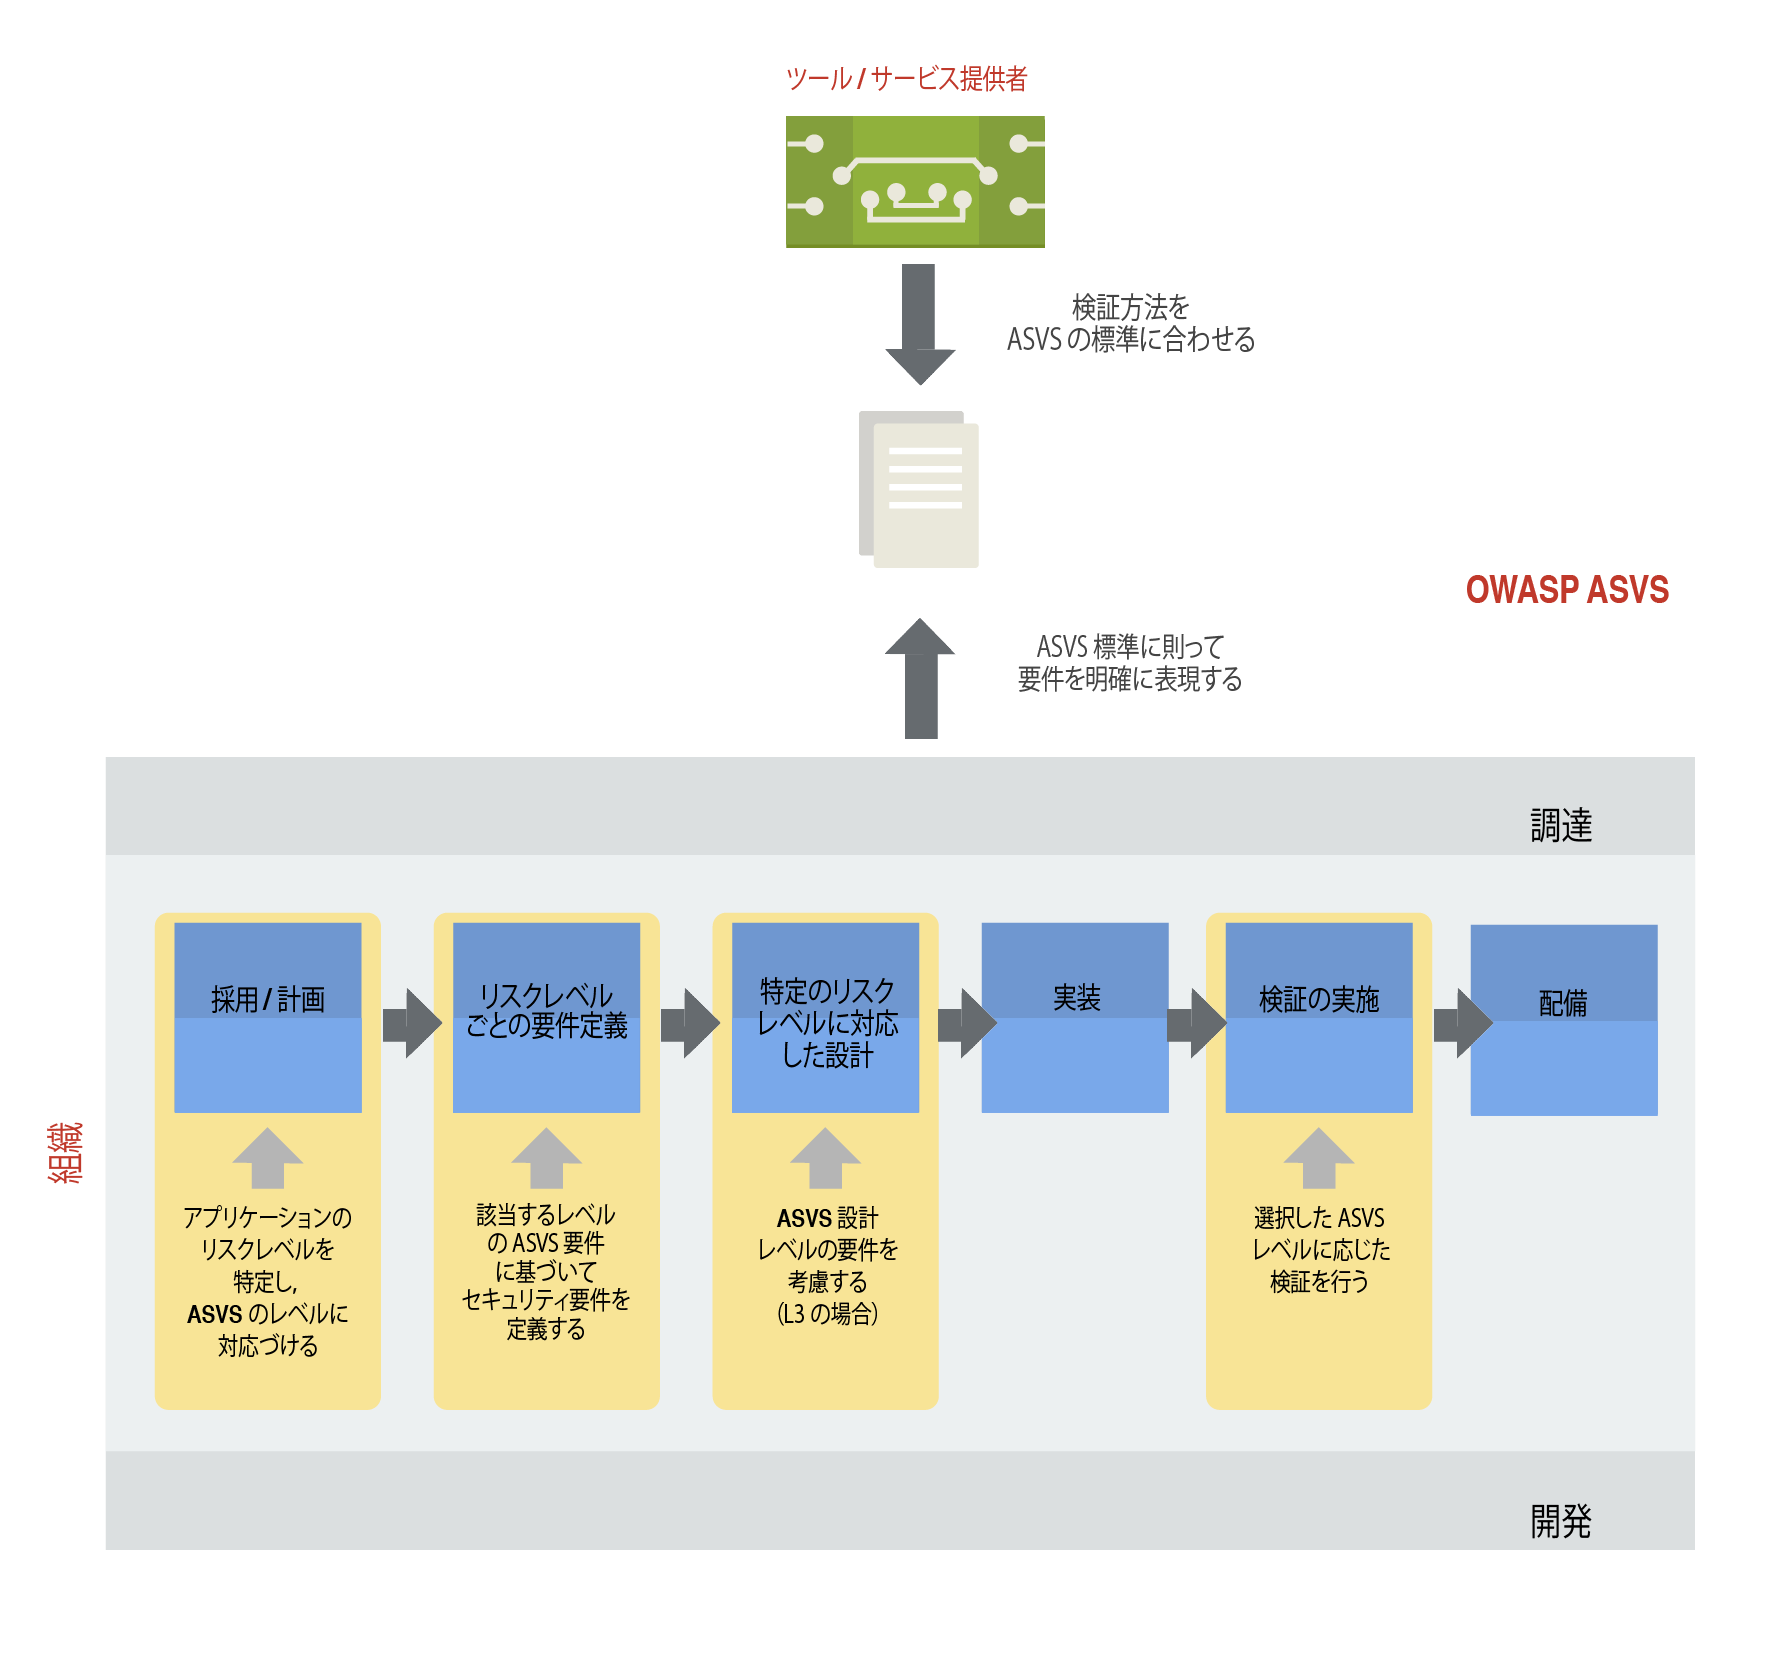 ツール / サービス提供者
検証方法を
ASVS の標準に合わせる
OWASP ASVS
ASVS 標準に則って
要件を明確に表現する
調達
組織
採用 / 計画
リスクレベル
ごとの要件定義
特定のリスク
レベルに対応
した設計
実装
検証の実施
配備
アプリケーションの
リスクレベルを
特定し,
ASVS のレベルに
対応づける
該当するレベル
の ASVS 要件
に基づいて
セキュリティ要件を
定義する
ASVS 設計
レベルの要件を
考慮する
（L3 の場合）
選択した ASVS
レベルに応じた
検証を行う
開発